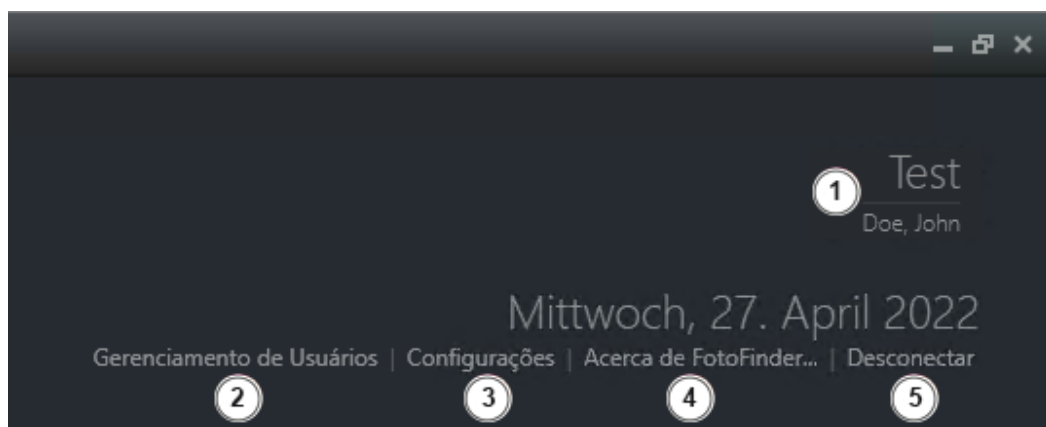 1
Test
Doe, John
Mittwoch, 27. April 2022
Gerenciamento de Usuários | Configurações | Acerca de FotoFinder... | Desconectar
2 3 4 5